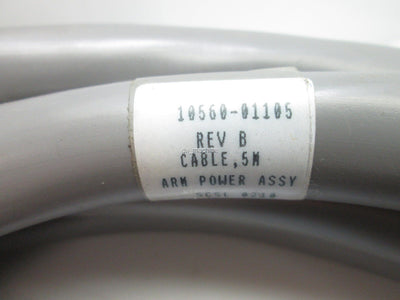 10560-01105
REV B
CABLE,5M
ARM POWER ASSY